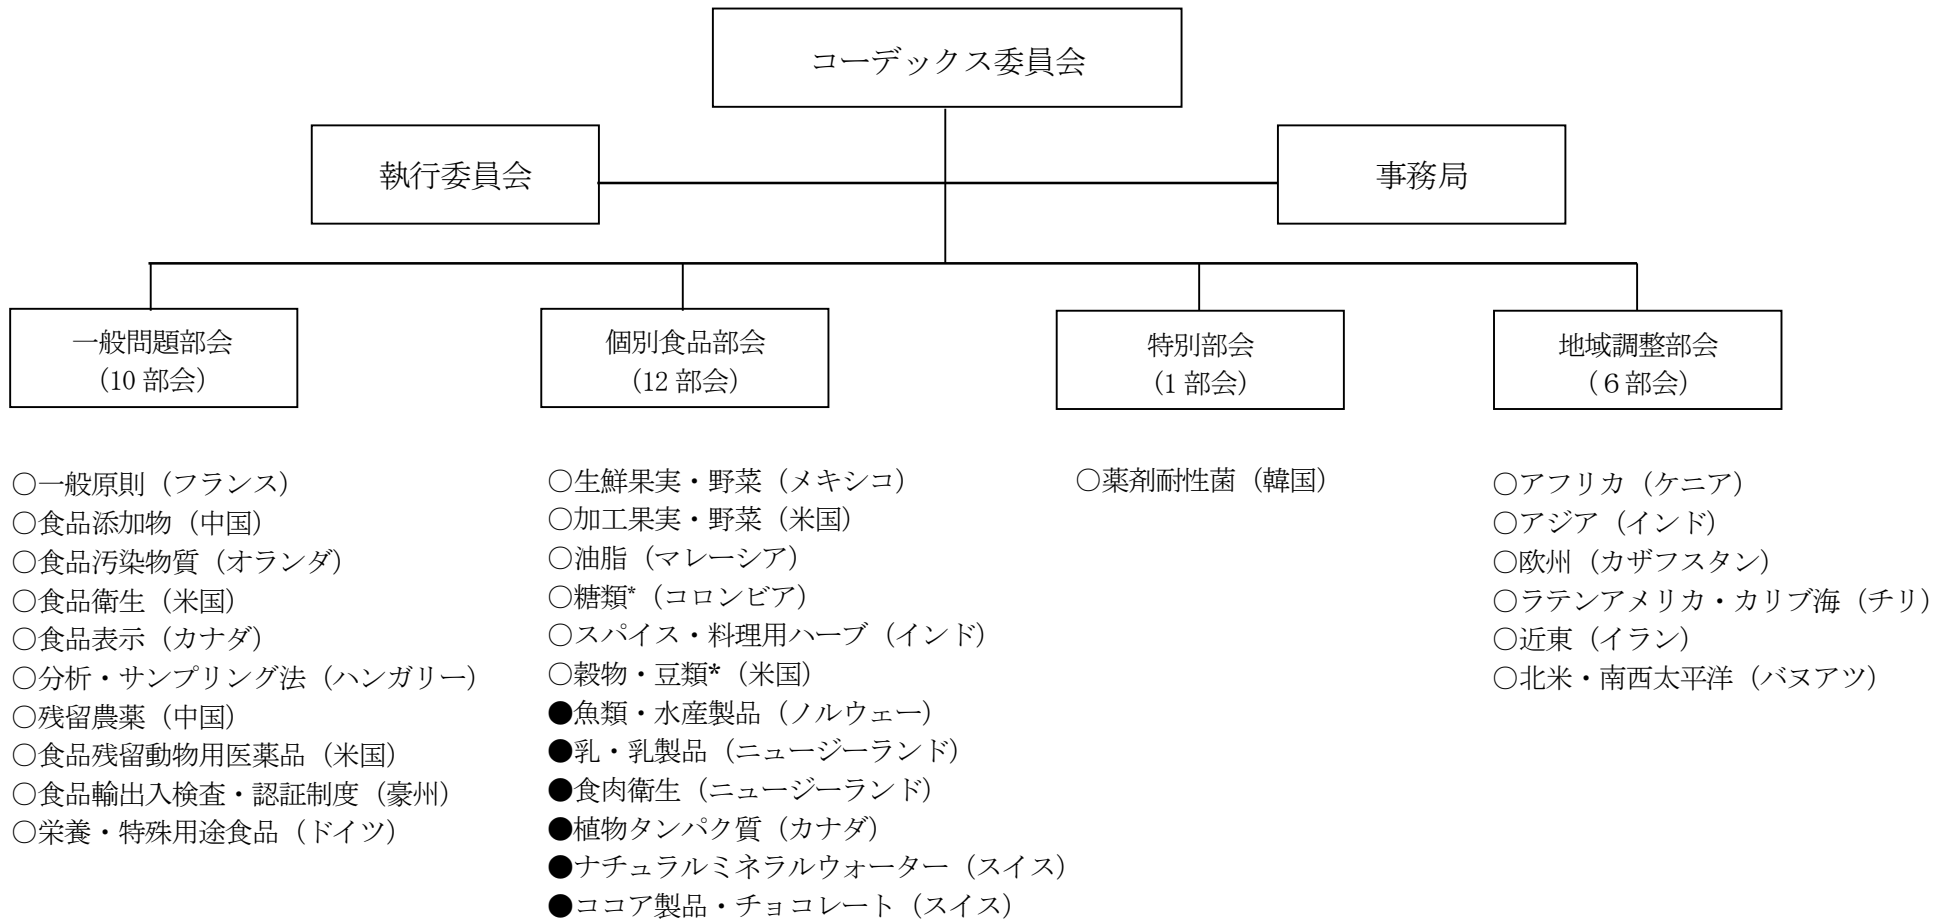 コーデックス委員会
執行委員会
事務局
一般問題部会
(10 部会)
個別食品部会
(12 部会)
特別部会
(1 部会)
地域調整部会
(６部会)
○一般原則（フランス）
○食品添加物（中国）
○食品汚染物質（オランダ）
○食品衛生（米国）
○食品表示（カナダ）
○分析・サンプリング法（ハンガリー）
○残留農薬（中国）
○食品残留動物用医薬品（米国）
○食品輸出入検査・認証制度（豪州）
○栄養・特殊用途食品（ドイツ）
○生鮮果実・野菜（メキシコ）
○加工果実・野菜（米国）
○油脂（マレーシア）
○糖類*（コロンビア）
○スパイス・料理用ハーブ（インド）
○穀物・豆類*（米国）
●魚類・水産製品（ノルウェー）
●乳・乳製品（ニュージーランド）
●食肉衛生（ニュージーランド）
●植物タンパク質（カナダ）
●ナチュラルミネラルウォーター（スイス）
●ココア製品・チョコレート（スイス）
○薬剤耐性菌（韓国）
○アフリカ（ケニア）
○アジア（インド）
○欧州（カザフスタン）
○ラテンアメリカ・カリブ海（チリ）
○近東（イラン）
○北米・南西太平洋（バヌアツ）